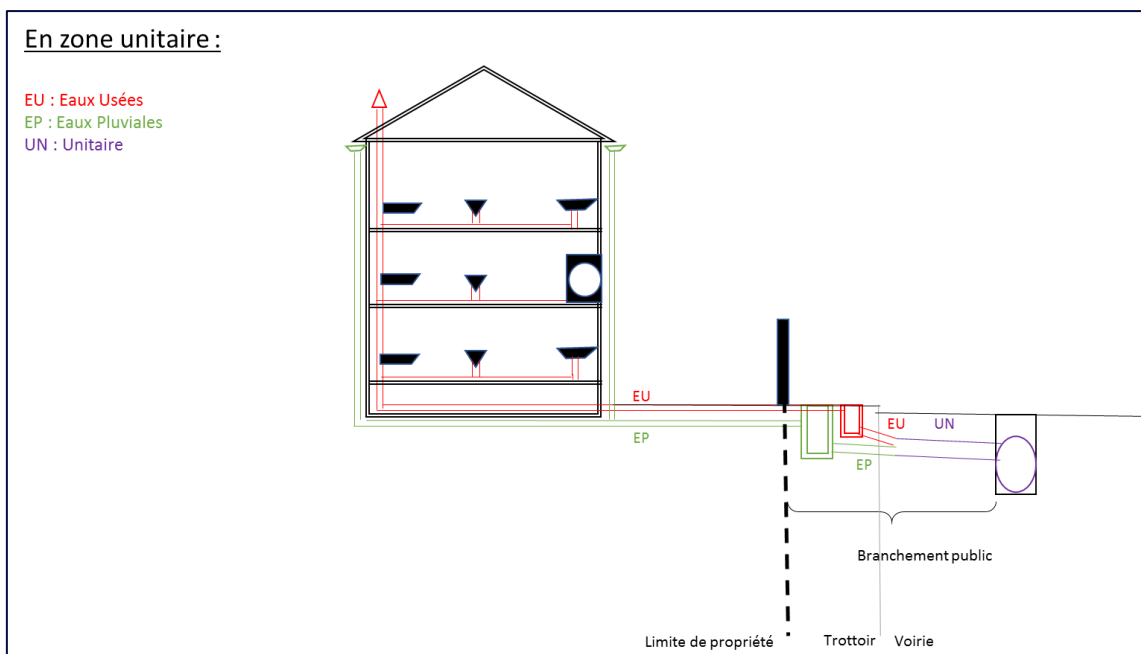 En zone unitaire :
EU : Eaux Usées
EP : Eaux Pluviales
UN : Unitaire
EU
EU
UN
EP
EP
Branchement public
Limite de propriété
Trottoir
Voirie